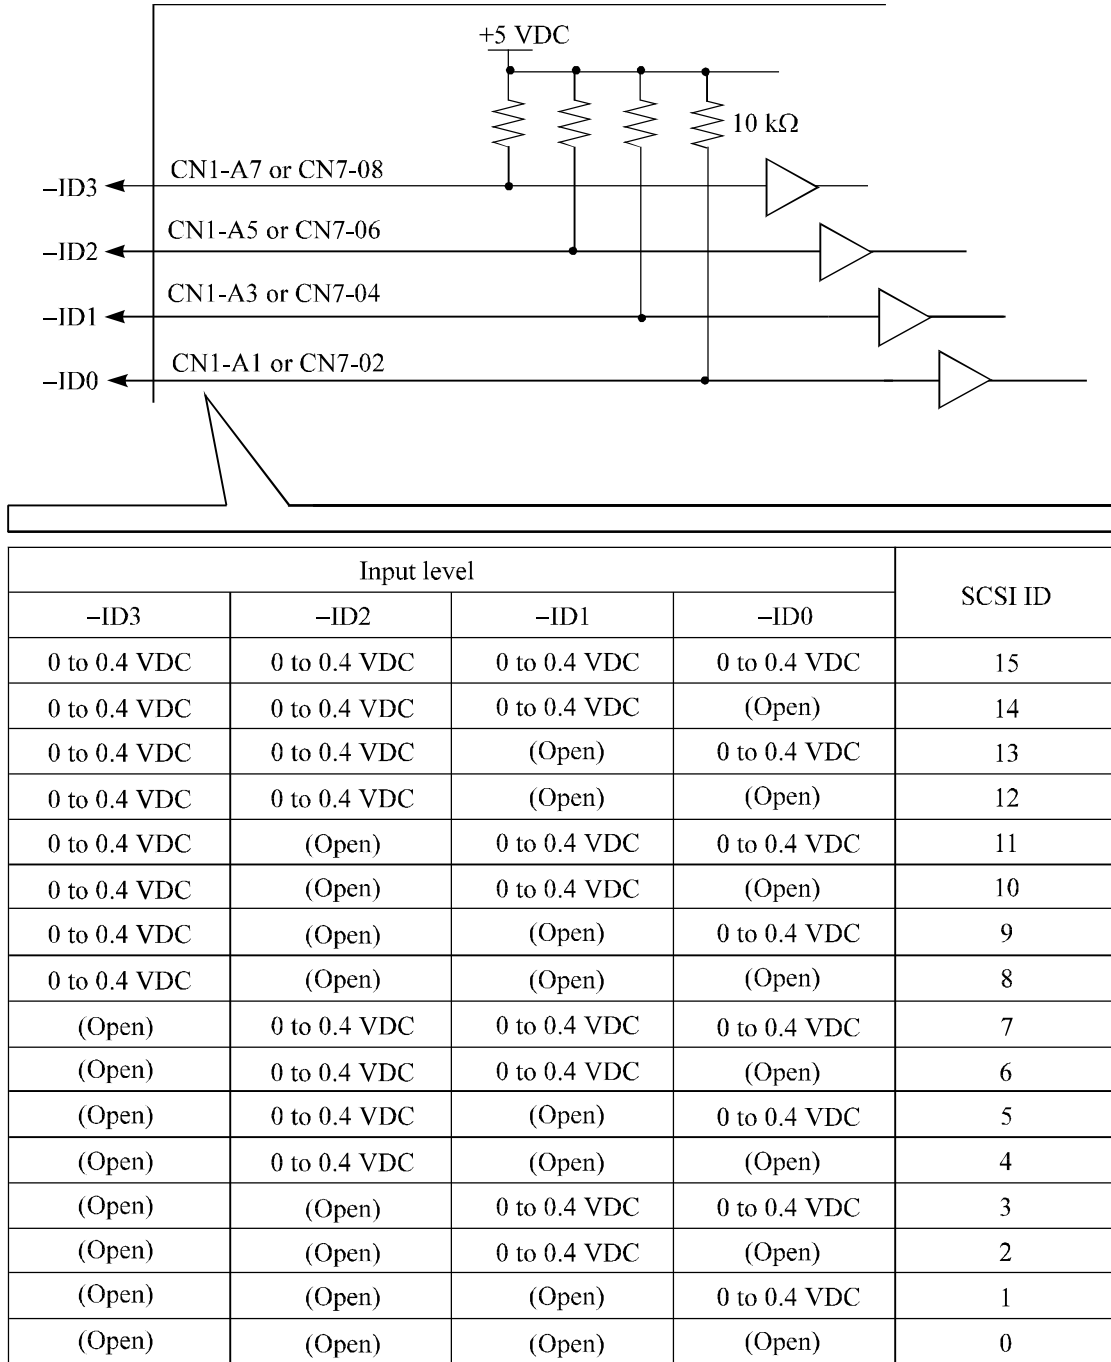 +5 VDC
10 kΩ
CN1-A7 or CN7-08
–ID3
CN1-A5 or CN7-06
–ID2
CN1-A3 or CN7-04
–ID1
CN1-A1 or CN7-02
–ID0
Input level SCSI ID
–ID3 –ID2 –ID1 –ID0
0 to 0.4 VDC 0 to 0.4 VDC 0 to 0.4 VDC 0 to 0.4 VDC 15
0 to 0.4 VDC 0 to 0.4 VDC 0 to 0.4 VDC (Open) 14
0 to 0.4 VDC 0 to 0.4 VDC (Open) 0 to 0.4 VDC 13
0 to 0.4 VDC 0 to 0.4 VDC (Open) (Open) 12
0 to 0.4 VDC (Open) 0 to 0.4 VDC 0 to 0.4 VDC 11
0 to 0.4 VDC (Open) 0 to 0.4 VDC (Open) 10
0 to 0.4 VDC (Open) (Open) 0 to 0.4 VDC 9
0 to 0.4 VDC (Open) (Open) (Open) 8
(Open) 0 to 0.4 VDC 0 to 0.4 VDC 0 to 0.4 VDC 7
(Open) 0 to 0.4 VDC 0 to 0.4 VDC (Open) 6
(Open) 0 to 0.4 VDC (Open) 0 to 0.4 VDC 5
(Open) 0 to 0.4 VDC (Open) (Open) 4
(Open) (Open) 0 to 0.4 VDC 0 to 0.4 VDC 3
(Open) (Open) 0 to 0.4 VDC (Open) 2
(Open) (Open) (Open) 0 to 0.4 VDC 1
(Open) (Open) (Open) (Open) 0